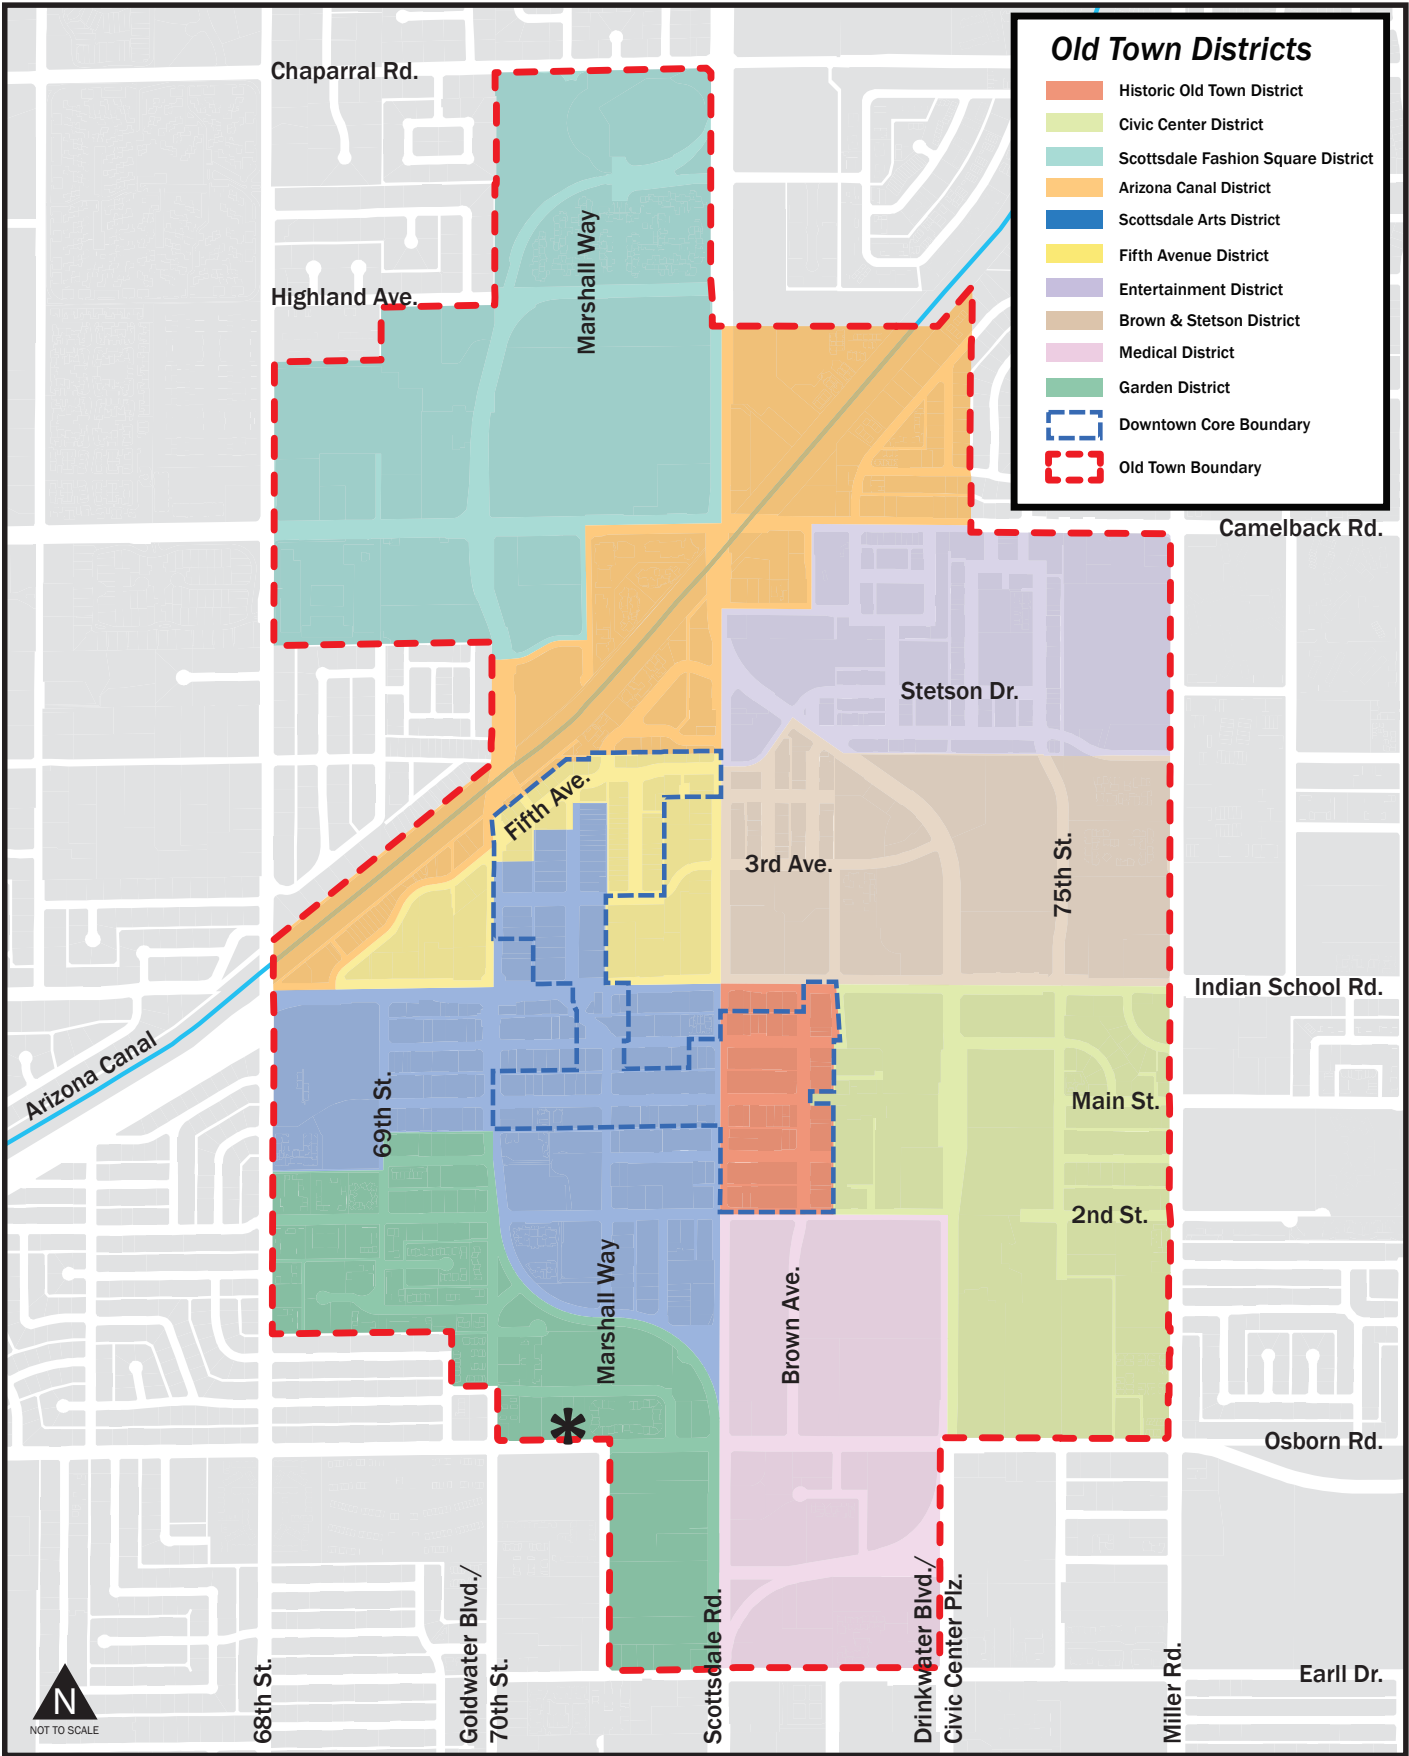 Old Town Districts
Historic Old Town District
Civic Center District
Scottsdale Fashion Square District
Arizona Canal District
Scottsdale Arts District
Fifth Avenue District
Entertainment District
Brown & Stetson District
Medical District
Garden District
Downtown Core Boundary
Old Town Boundary
Chaparral Rd.
Marshall Way
Highland Ave.
Camelback Rd.
Stetson Dr.
Fifth Ave.
3rd Ave.
75th St.
Indian School Rd.
Arizona Canal
69th St.
Main St.
2nd St.
Marshall Way
Brown Ave.
*
Osborn Rd.
68th St.
Goldwater Blvd./
70th St.
Scottsdale Rd.
Drinkwater Blvd./
Civic Center Plz.
Miller Rd.
Earll Dr.
N
NOT TO SCALE